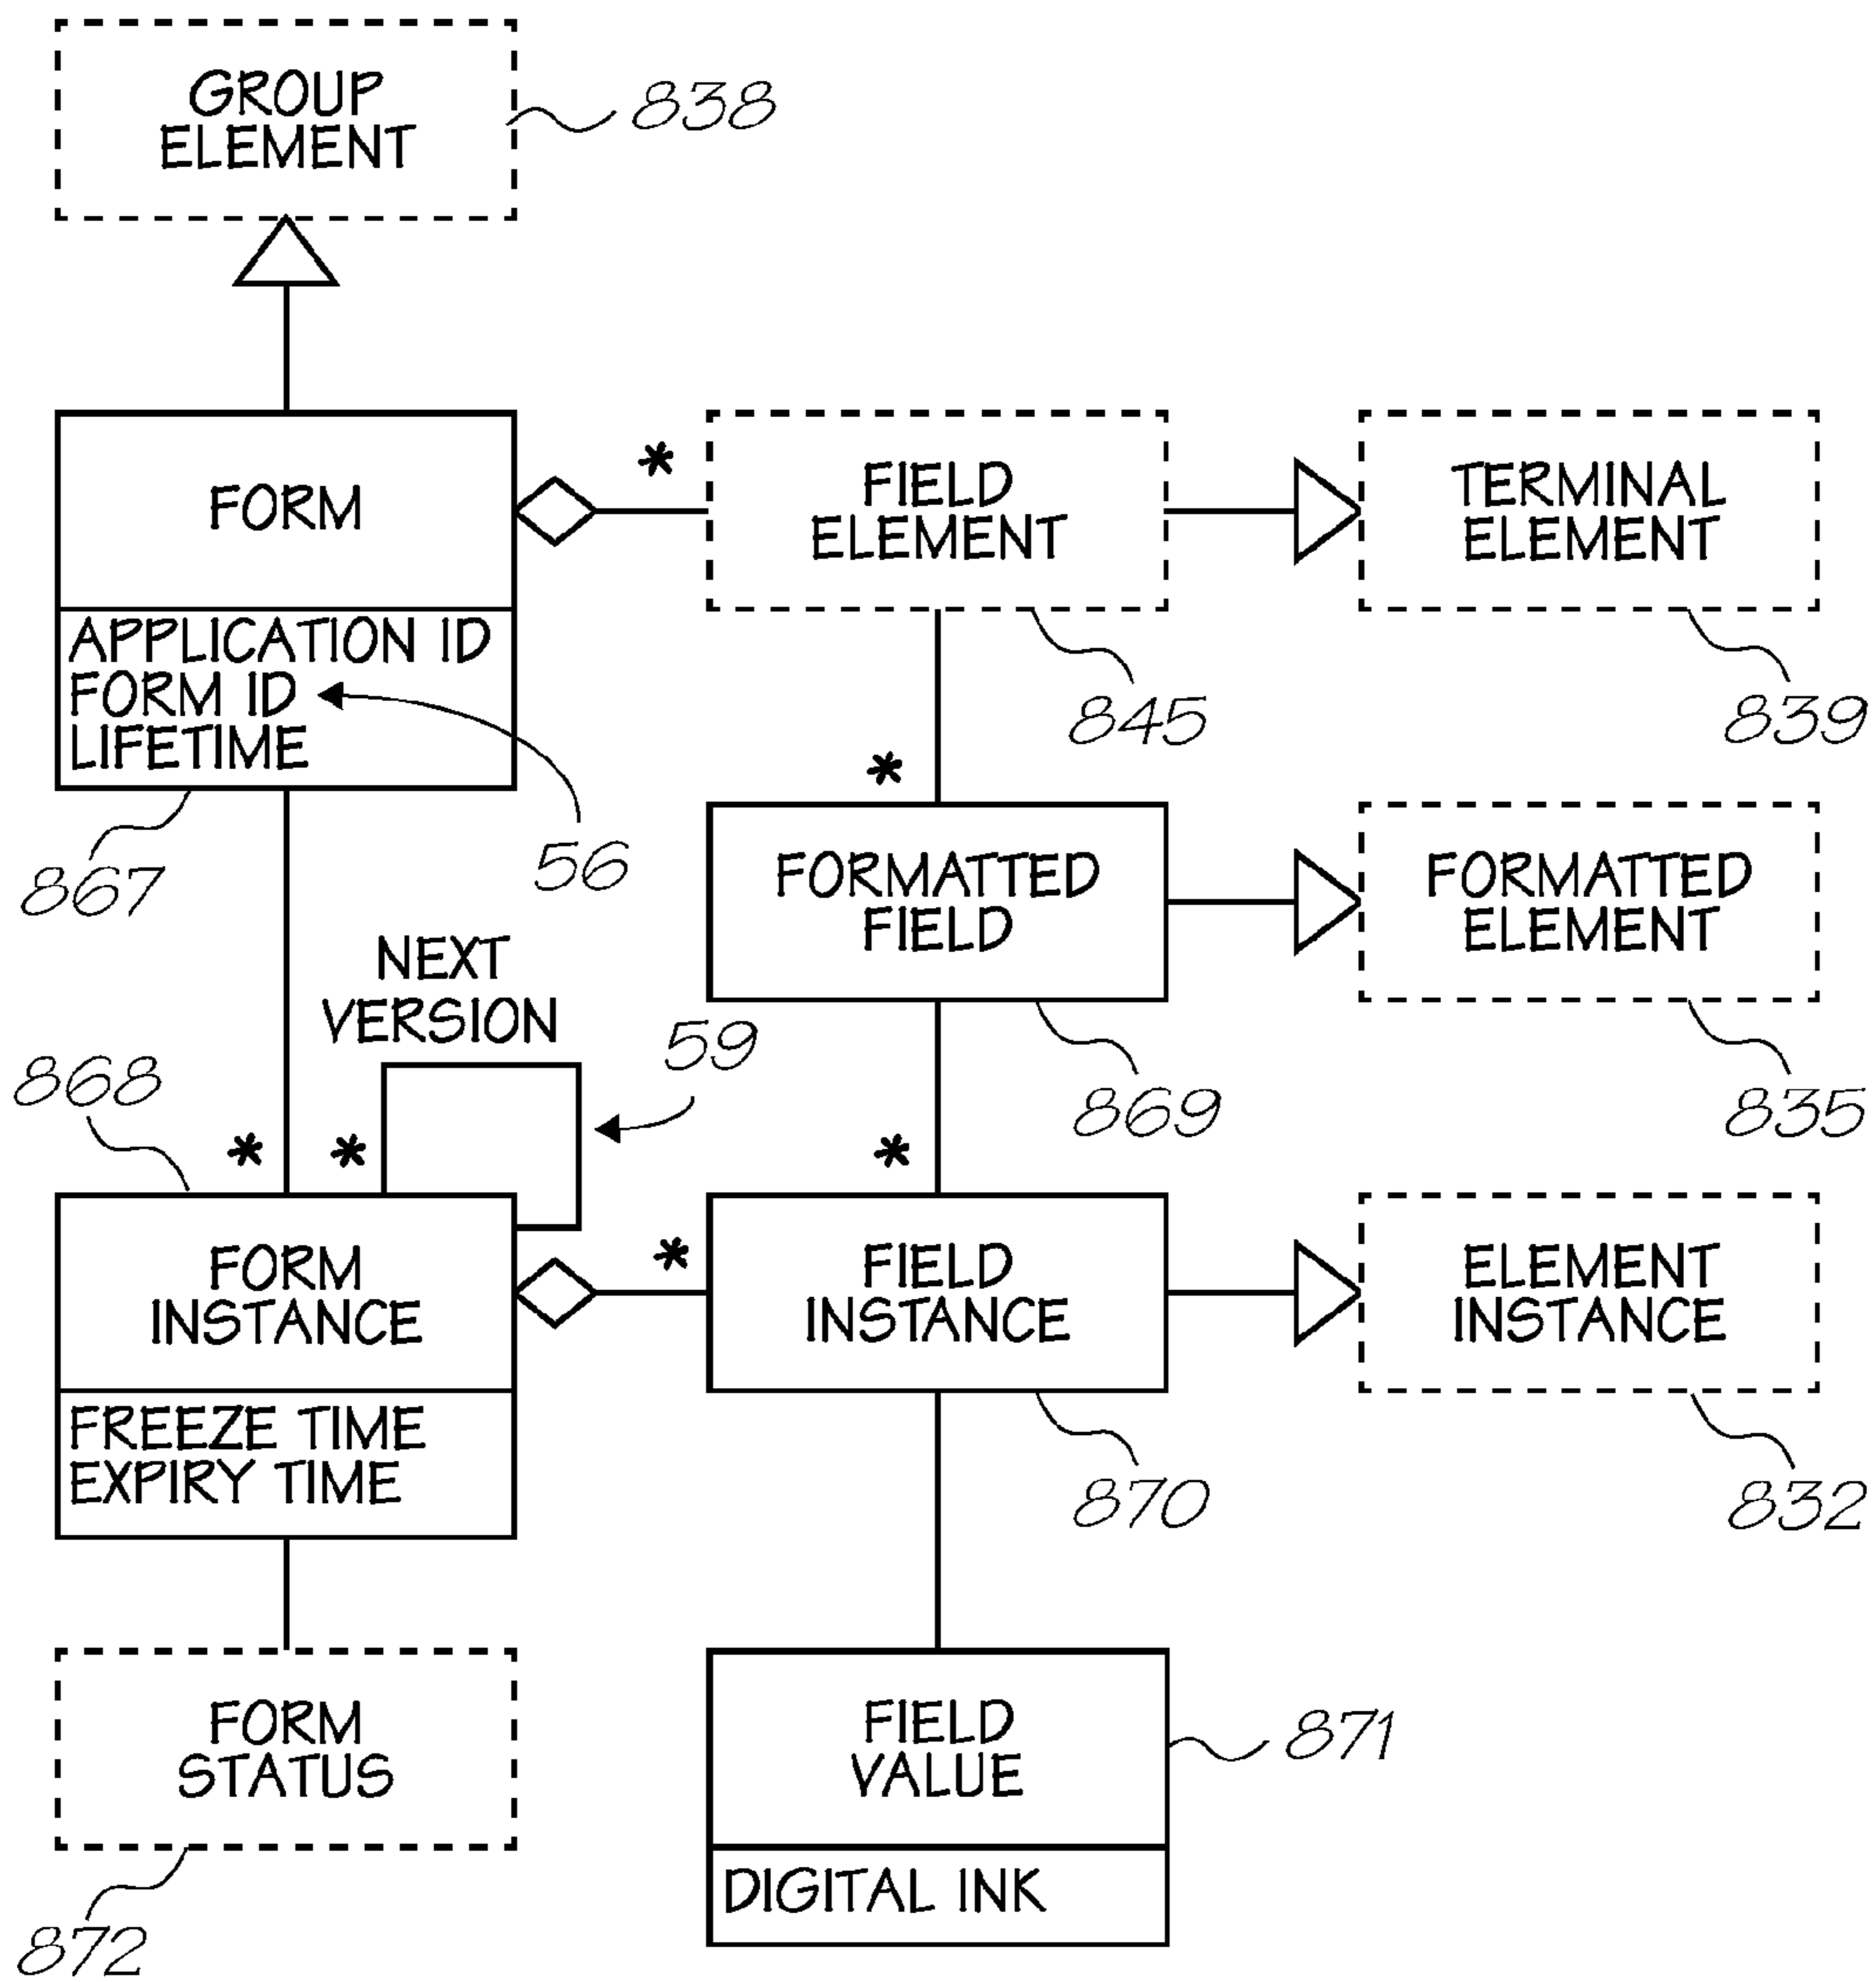 GROUP
ELEMENT
838
FORM
*
FIELD
ELEMENT
TERMINAL
ELEMENT
APPLICATION ID
FORM ID
LIFETIME
845
839
*
867
56
FORMATTED
FIELD
FORMATTED
ELEMENT
NEXT
VERSION
59
868
869
835
*
*
*
FORM
INSTANCE
*
FIELD
INSTANCE
ELEMENT
INSTANCE
FREEZE TIME
EXPIRY TIME
870
832
FORM
STATUS
FIELD
VALUE
871
DIGITAL INK
872